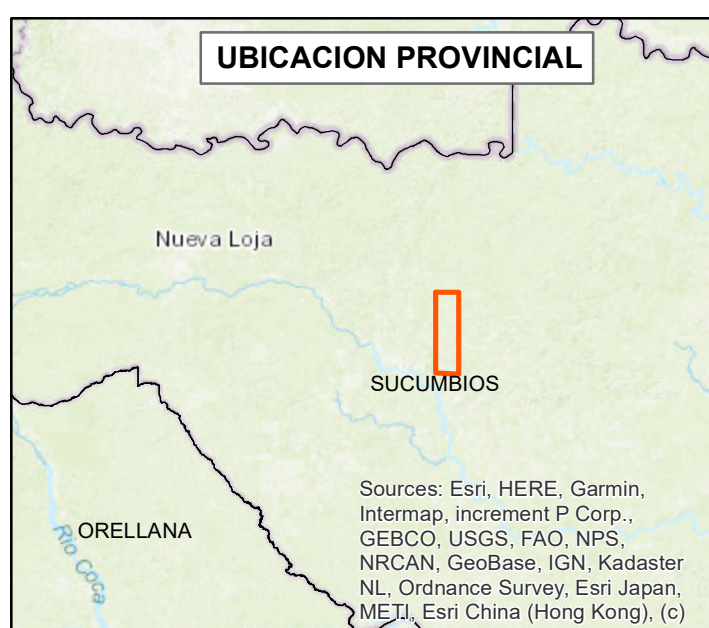 UBICACION PROVINCIAL
Nueva Loja
SUCUMBIOS
ORELLANA
Rio Coca
Sources: Esri, HERE, Garmin,
Intermap, increment P Corp.,
GEBCO, USGS, FAO, NPS,
NRCAN, GeoBase, IGN, Kadaster
NL, Ordnance Survey, Esri Japan,
METI, Esri China (Hong Kong), (c)